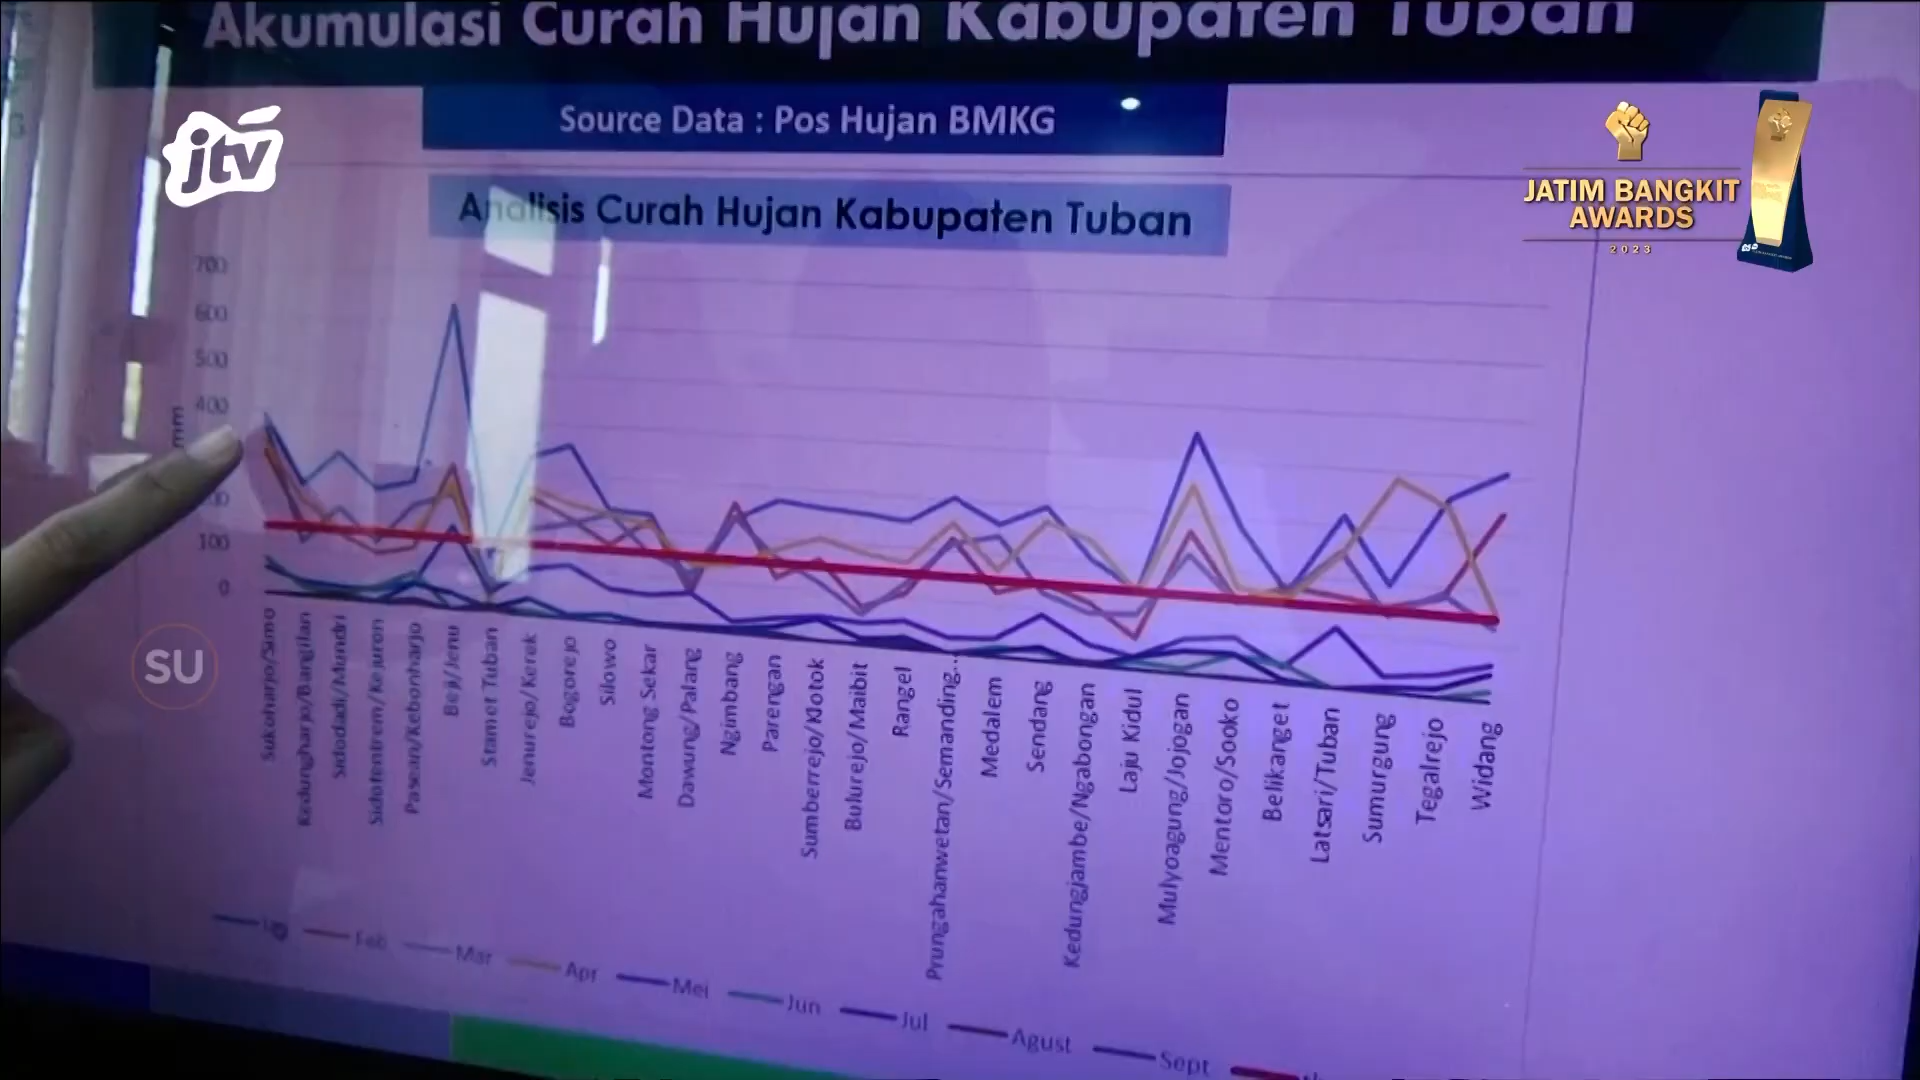 Akumulasi Curah Hujan Kabupaten Tuban
Source Data : Pos Hujan BMKG
jtv
JATIM BANGKIT
AWARDS
2023
Analisis Curah Hujan Kabupaten Tuban
700
600
500
400
100
0
mm
SU
Sukoharjo/Simo
Kedungharjo/Bangilan
Sidodadi/Mundri
Sidotentrem/Kejuron
Pasean/Kebonharjo
Beji/Jenu
Stamet Tuban
Jenurejo/Kerek
Bogorejo
Silowo
Montong Sekar
Dawung/Palang
Ngimbang
Parengan
Sumberrejo/Klotok
Bulurejo/Maibit
Rangel
Prungahanwetan/Semanding...
Medalem
Sendang
Kedungjambe/Ngabongan
Laju Kidul
Mulyoagung/Jojogan
Mentoro/Sooko
Belikanget
Latsari/Tuban
Sumurgung
Tegalrejo
Widang
Feb
Mar
Apr
Mei
Jun
Jul
Agust
Sept